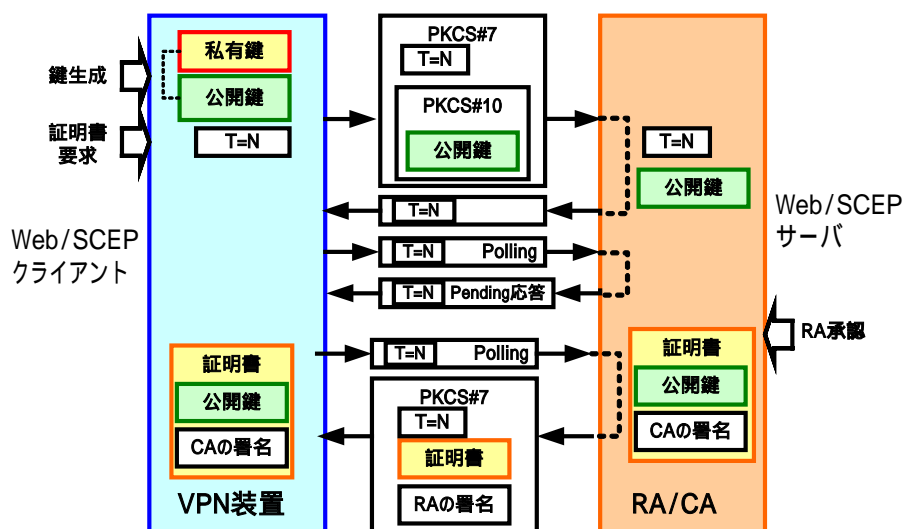 私有鍵
公開鍵
T=N
鍵生成
証明書
要求
Web/SCEP
クライアント
PKCS#7
T=N
PKCS#10
公開鍵
T=N
T=N Polling
T=N Pending応答
T=N Polling
PKCS#7
T=N
証明書
RAの署名
T=N
公開鍵
Web/SCEP
サーバ
RA承認
証明書
公開鍵
CAの署名
証明書
公開鍵
CAの署名
VPN装置
RA/CA